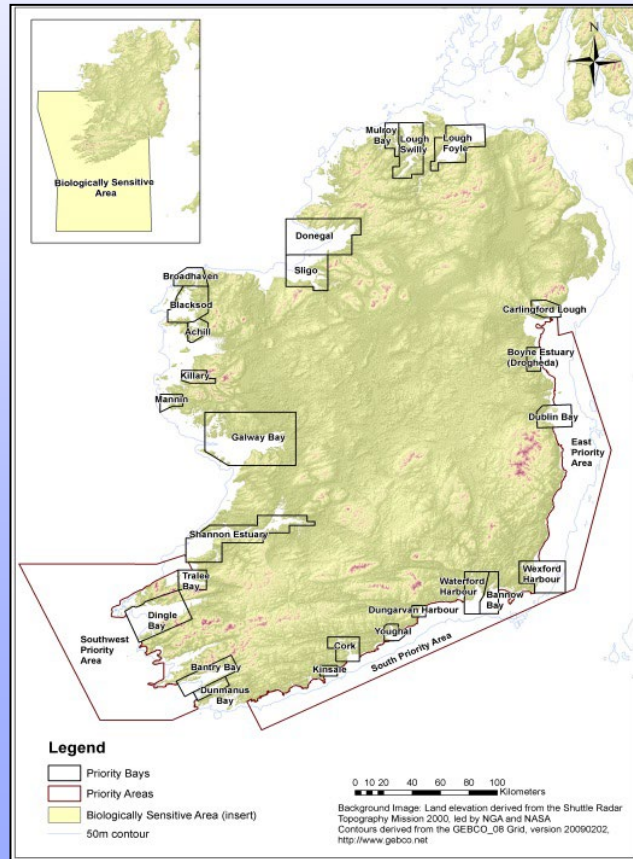 N
Biologically Sensitive
Area
Mulroy
Bay
Lough
Swilly
Lough
Foyle
Donegal
Sligo
Broadhaven
Blacksod
Achill
Killary
Mannin
Galway Bay
Carlingford Lough
Boyne Estuary
(Drogheda)
Dublin Bay
East Priority
Area
Shannon Estuary
Tralee
Bay
Dingle
Bay
Southwest
Priority
Area
Bantry Bay
Dunmanus
Bay
Kinsale
Cork
Youghal
Dungarvan Harbour
Waterford
Harbour
Bannow
Bay
Wexford
Harbour
South Priority Area
Legend
Priority Bays
Priority Areas
Biologically Sensitive Area (insert)
50m contour
0 10 20 40 60 80 100
Kilometers
Background Image: Land elevation derived from the Shuttle Radar
Topography Mission 2000, led by NGA and NASA
Contours derived from the GEBCO_08 Grid, version 20090202,
http://www.gebco.net